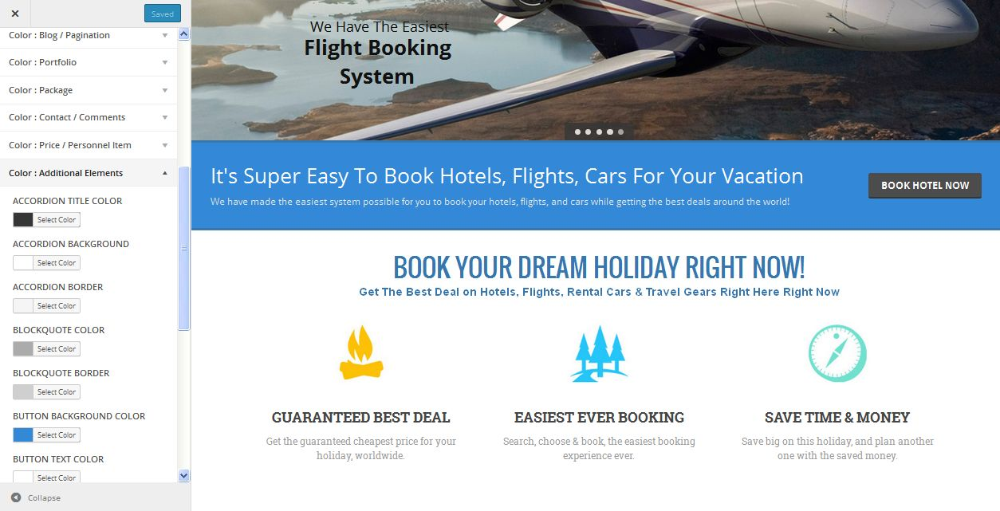 Saved
Color : Blog / Pagination
Color : Portfolio
Color : Package
Color : Contact / Comments
Color : Price / Personnel Item
Color : Additional Elements
ACCORDION TITLE COLOR
Select Color
ACCORDION BACKGROUND
Select Color
ACCORDION BORDER
Select Color
BLOCKQUOTE COLOR
Select Color
BLOCKQUOTE BORDER
Select Color
BUTTON BACKGROUND COLOR
Select Color
BUTTON TEXT COLOR
Select Color
Collapse
We Have The Easiest
Flight Booking
System
It's Super Easy To Book Hotels, Flights, Cars For Your Vacation
We have made the easiest system possible for you to book your hotels, flights, and cars while getting the best deals around the world!
BOOK HOTEL NOW
BOOK YOUR DREAM HOLIDAY RIGHT NOW!
Get The Best Deal on Hotels, Flights, Rental Cars & Travel Gears Right Here Right Now
GUARANTEED BEST DEAL
Get the guaranteed cheapest price for your
holiday, worldwide.
EASIEST EVER BOOKING
Search, choose & book, the easiest booking
experience ever.
SAVE TIME & MONEY
Save big on this holiday, and plan another
one with the saved money.